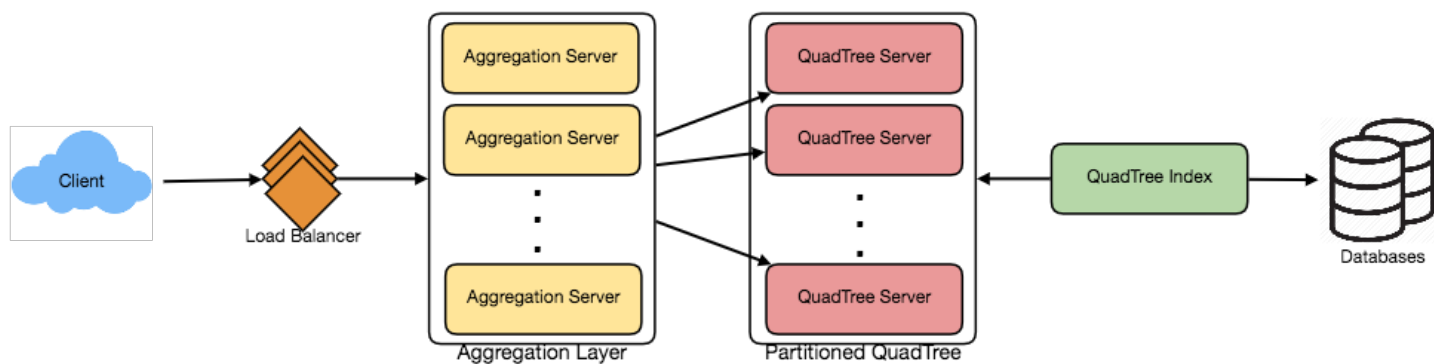 Client
Load Balancer
Aggregation Server
Aggregation Server
Aggregation Server
Aggregation Layer
QuadTree Server
QuadTree Server
QuadTree Server
Partitioned QuadTree
QuadTree Index
Databases